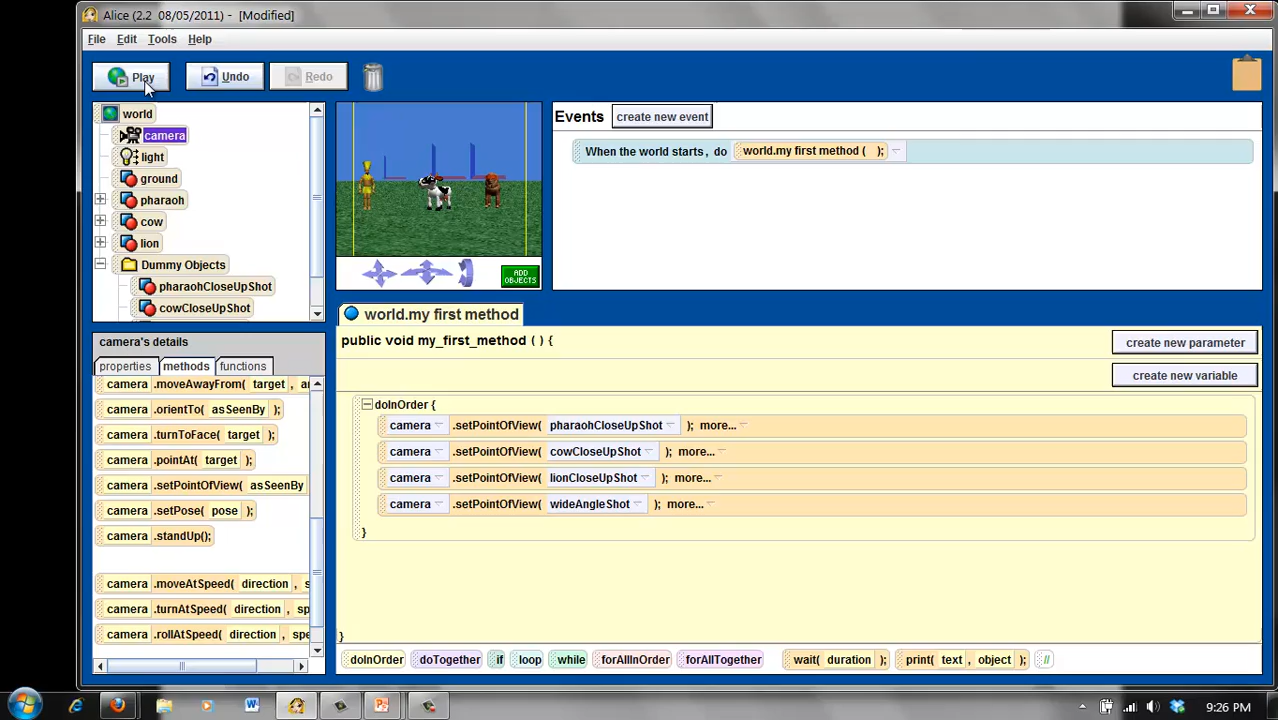 Alice (2.2 08/05/2011) - [Modified]
File Edit Tools Help
Play Undo Redo
world
camera
light
ground
pharaoh
cow
lion
Dummy Objects
pharaohCloseUpShot
cowCloseUpShot
ADD OBJECTS
Events create new event
When the world starts, do world.my first method ( );
camera's details
properties methods functions
camera .moveAwayFrom( target , a
camera .orientTo( asSeenBy );
camera .turnToFace( target );
camera .pointAt( target );
camera .setPointOfView( asSeenBy
camera .setPose( pose );
camera .standUp();
camera .moveAtSpeed( direction , s
camera .turnAtSpeed( direction , sp
camera .rollAtSpeed( direction , spe
world.my first method
public void my_first_method ( ) {
create new parameter
create new variable
doInOrder {
camera .setPointOfView( pharaohCloseUpShot ); more...
camera .setPointOfView( cowCloseUpShot ); more...
camera .setPointOfView( lionCloseUpShot ); more...
camera .setPointOfView( wideAngleShot ); more...
}
}
doInOrder doTogether if loop while forAllInOrder forAllTogether wait( duration ); print( text , object ); //
9:26 PM